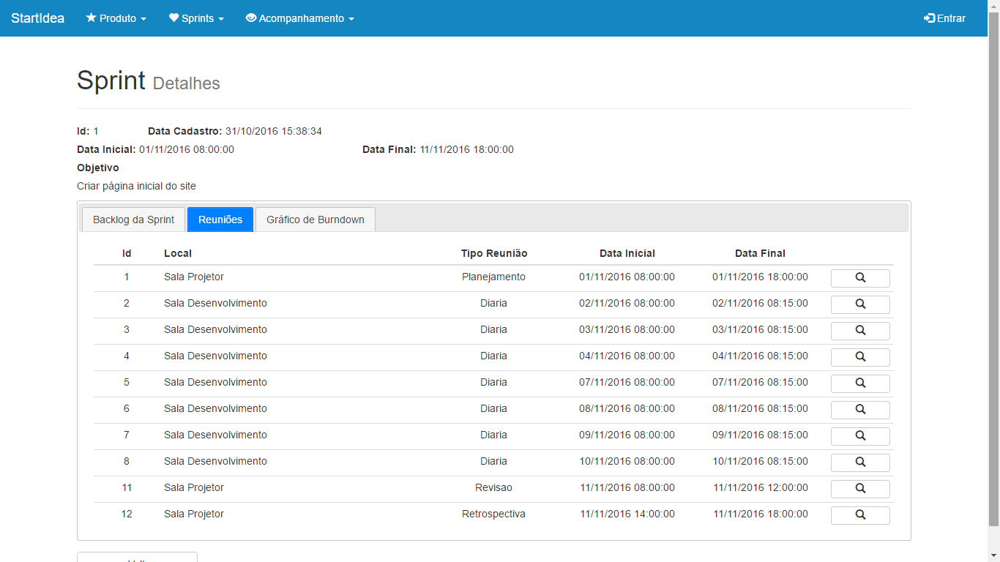 StartIdea Produto Sprints Acompanhamento Entrar
Sprint Detalhes
Id: 1 Data Cadastro: 31/10/2016 15:38:34
Data Inicial: 01/11/2016 08:00:00 Data Final: 11/11/2016 18:00:00
Objetivo
Criar página inicial do site
Backlog da Sprint Reuniões Gráfico de Burndown
Id Local Tipo Reunião Data Inicial Data Final
1 Sala Projetor Planejamento 01/11/2016 08:00:00 01/11/2016 18:00:00
2 Sala Desenvolvimento Diaria 02/11/2016 08:00:00 02/11/2016 08:15:00
3 Sala Desenvolvimento Diaria 03/11/2016 08:00:00 03/11/2016 08:15:00
4 Sala Desenvolvimento Diaria 04/11/2016 08:00:00 04/11/2016 08:15:00
5 Sala Desenvolvimento Diaria 07/11/2016 08:00:00 07/11/2016 08:15:00
6 Sala Desenvolvimento Diaria 08/11/2016 08:00:00 08/11/2016 08:15:00
7 Sala Desenvolvimento Diaria 09/11/2016 08:00:00 09/11/2016 08:15:00
8 Sala Desenvolvimento Diaria 10/11/2016 08:00:00 10/11/2016 08:15:00
11 Sala Projetor Revisao 11/11/2016 08:00:00 11/11/2016 12:00:00
12 Sala Projetor Retrospectiva 11/11/2016 14:00:00 11/11/2016 18:00:00